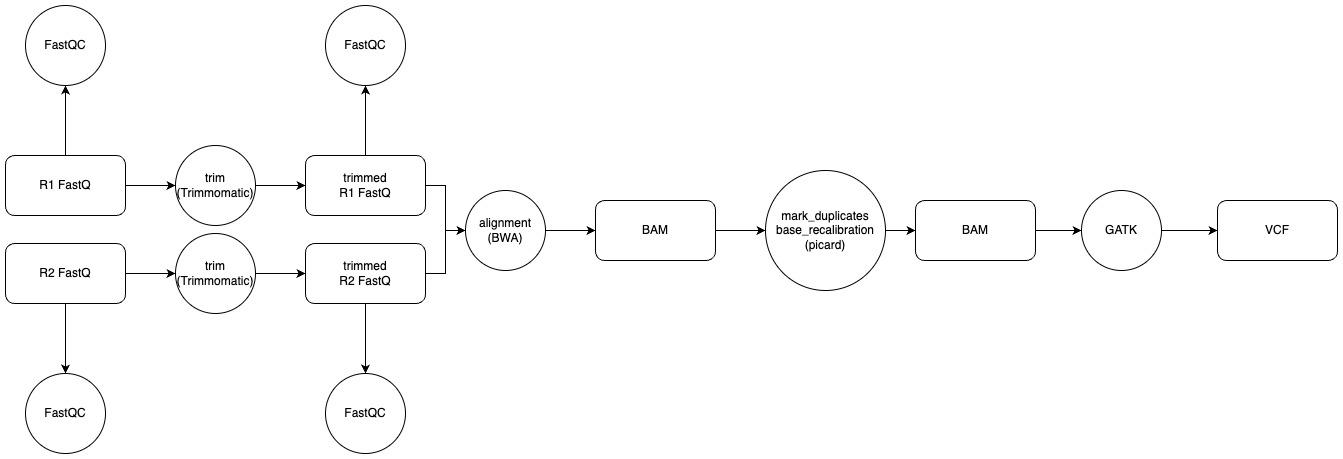 FastQC
FastQC
R1 FastQ
trim
(Trimmomatic)
trimmed
R1 FastQ
R2 FastQ
trim
(Trimmomatic)
trimmed
R2 FastQ
alignment
(BWA)
BAM
mark_duplicates
base_recalibration
(picard)
BAM
GATK
VCF
FastQC
FastQC